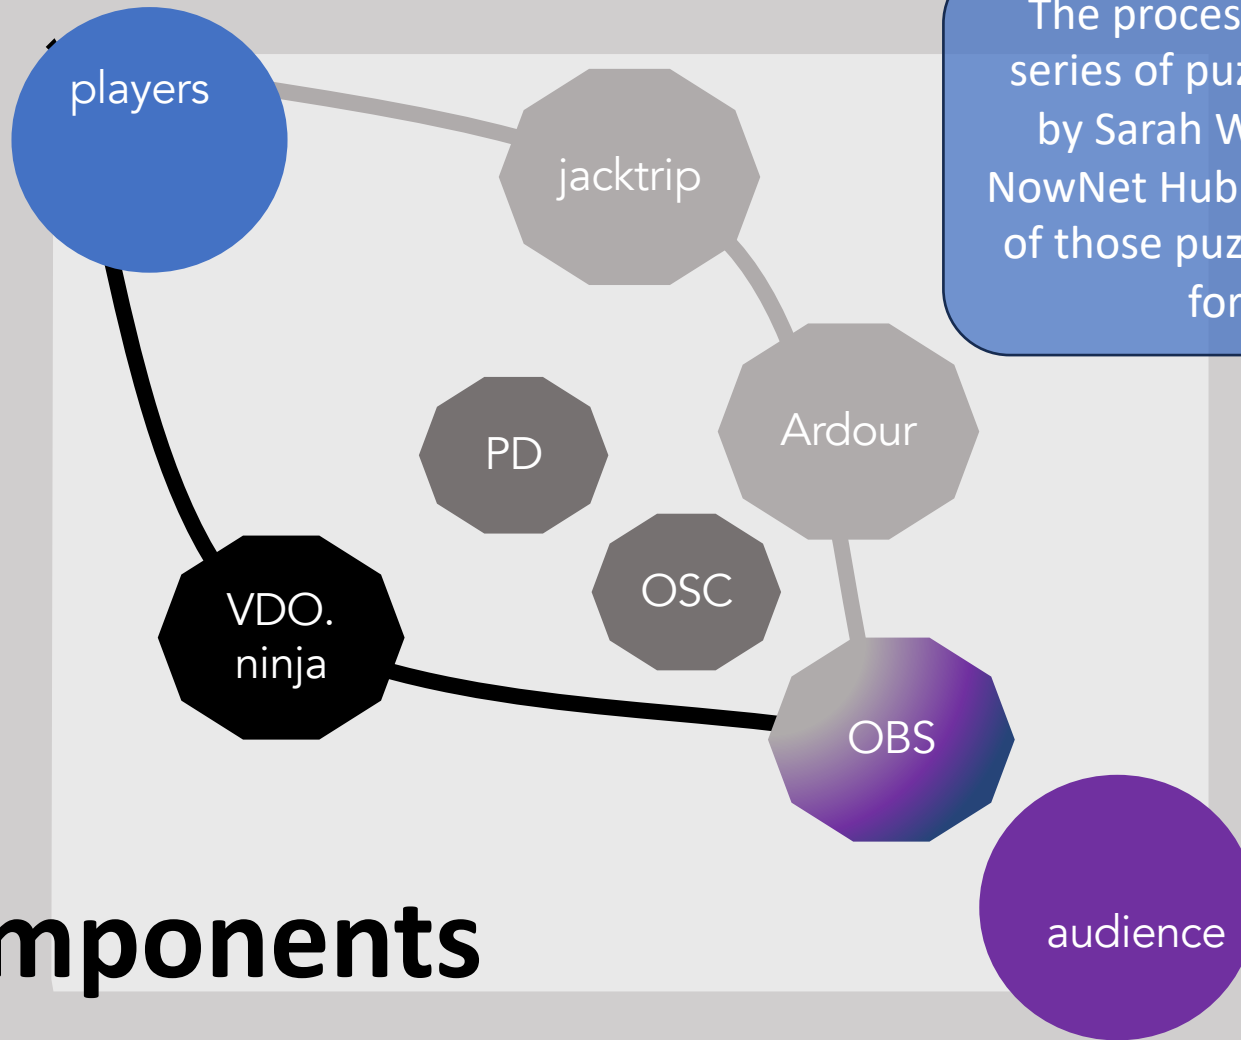 players
jacktrip
The proces
series of puz
by Sarah W
NowNet Hub
of those puz
for
Ardour
PD
OSC
VDO.
ninja
OBS
audience
mponents